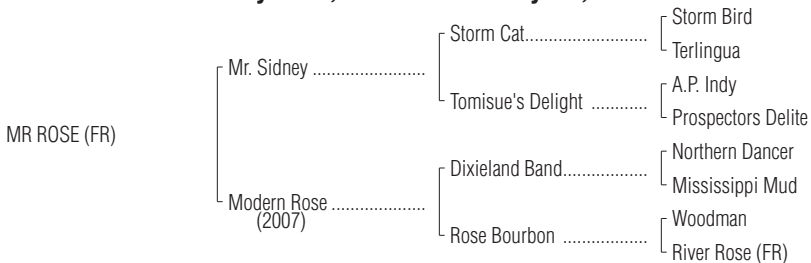 Storm Bird
Storm Cat.........................
Terlingua
Mr. Sidney .......................
A.P. Indy
Tomisue's Delight ............
Prospectors Delite
MR ROSE (FR)
Northern Dancer
Dixieland Band.................
Mississippi Mud
Modern Rose ...................
(2007)
Woodman
Rose Bourbon .................
River Rose (FR)